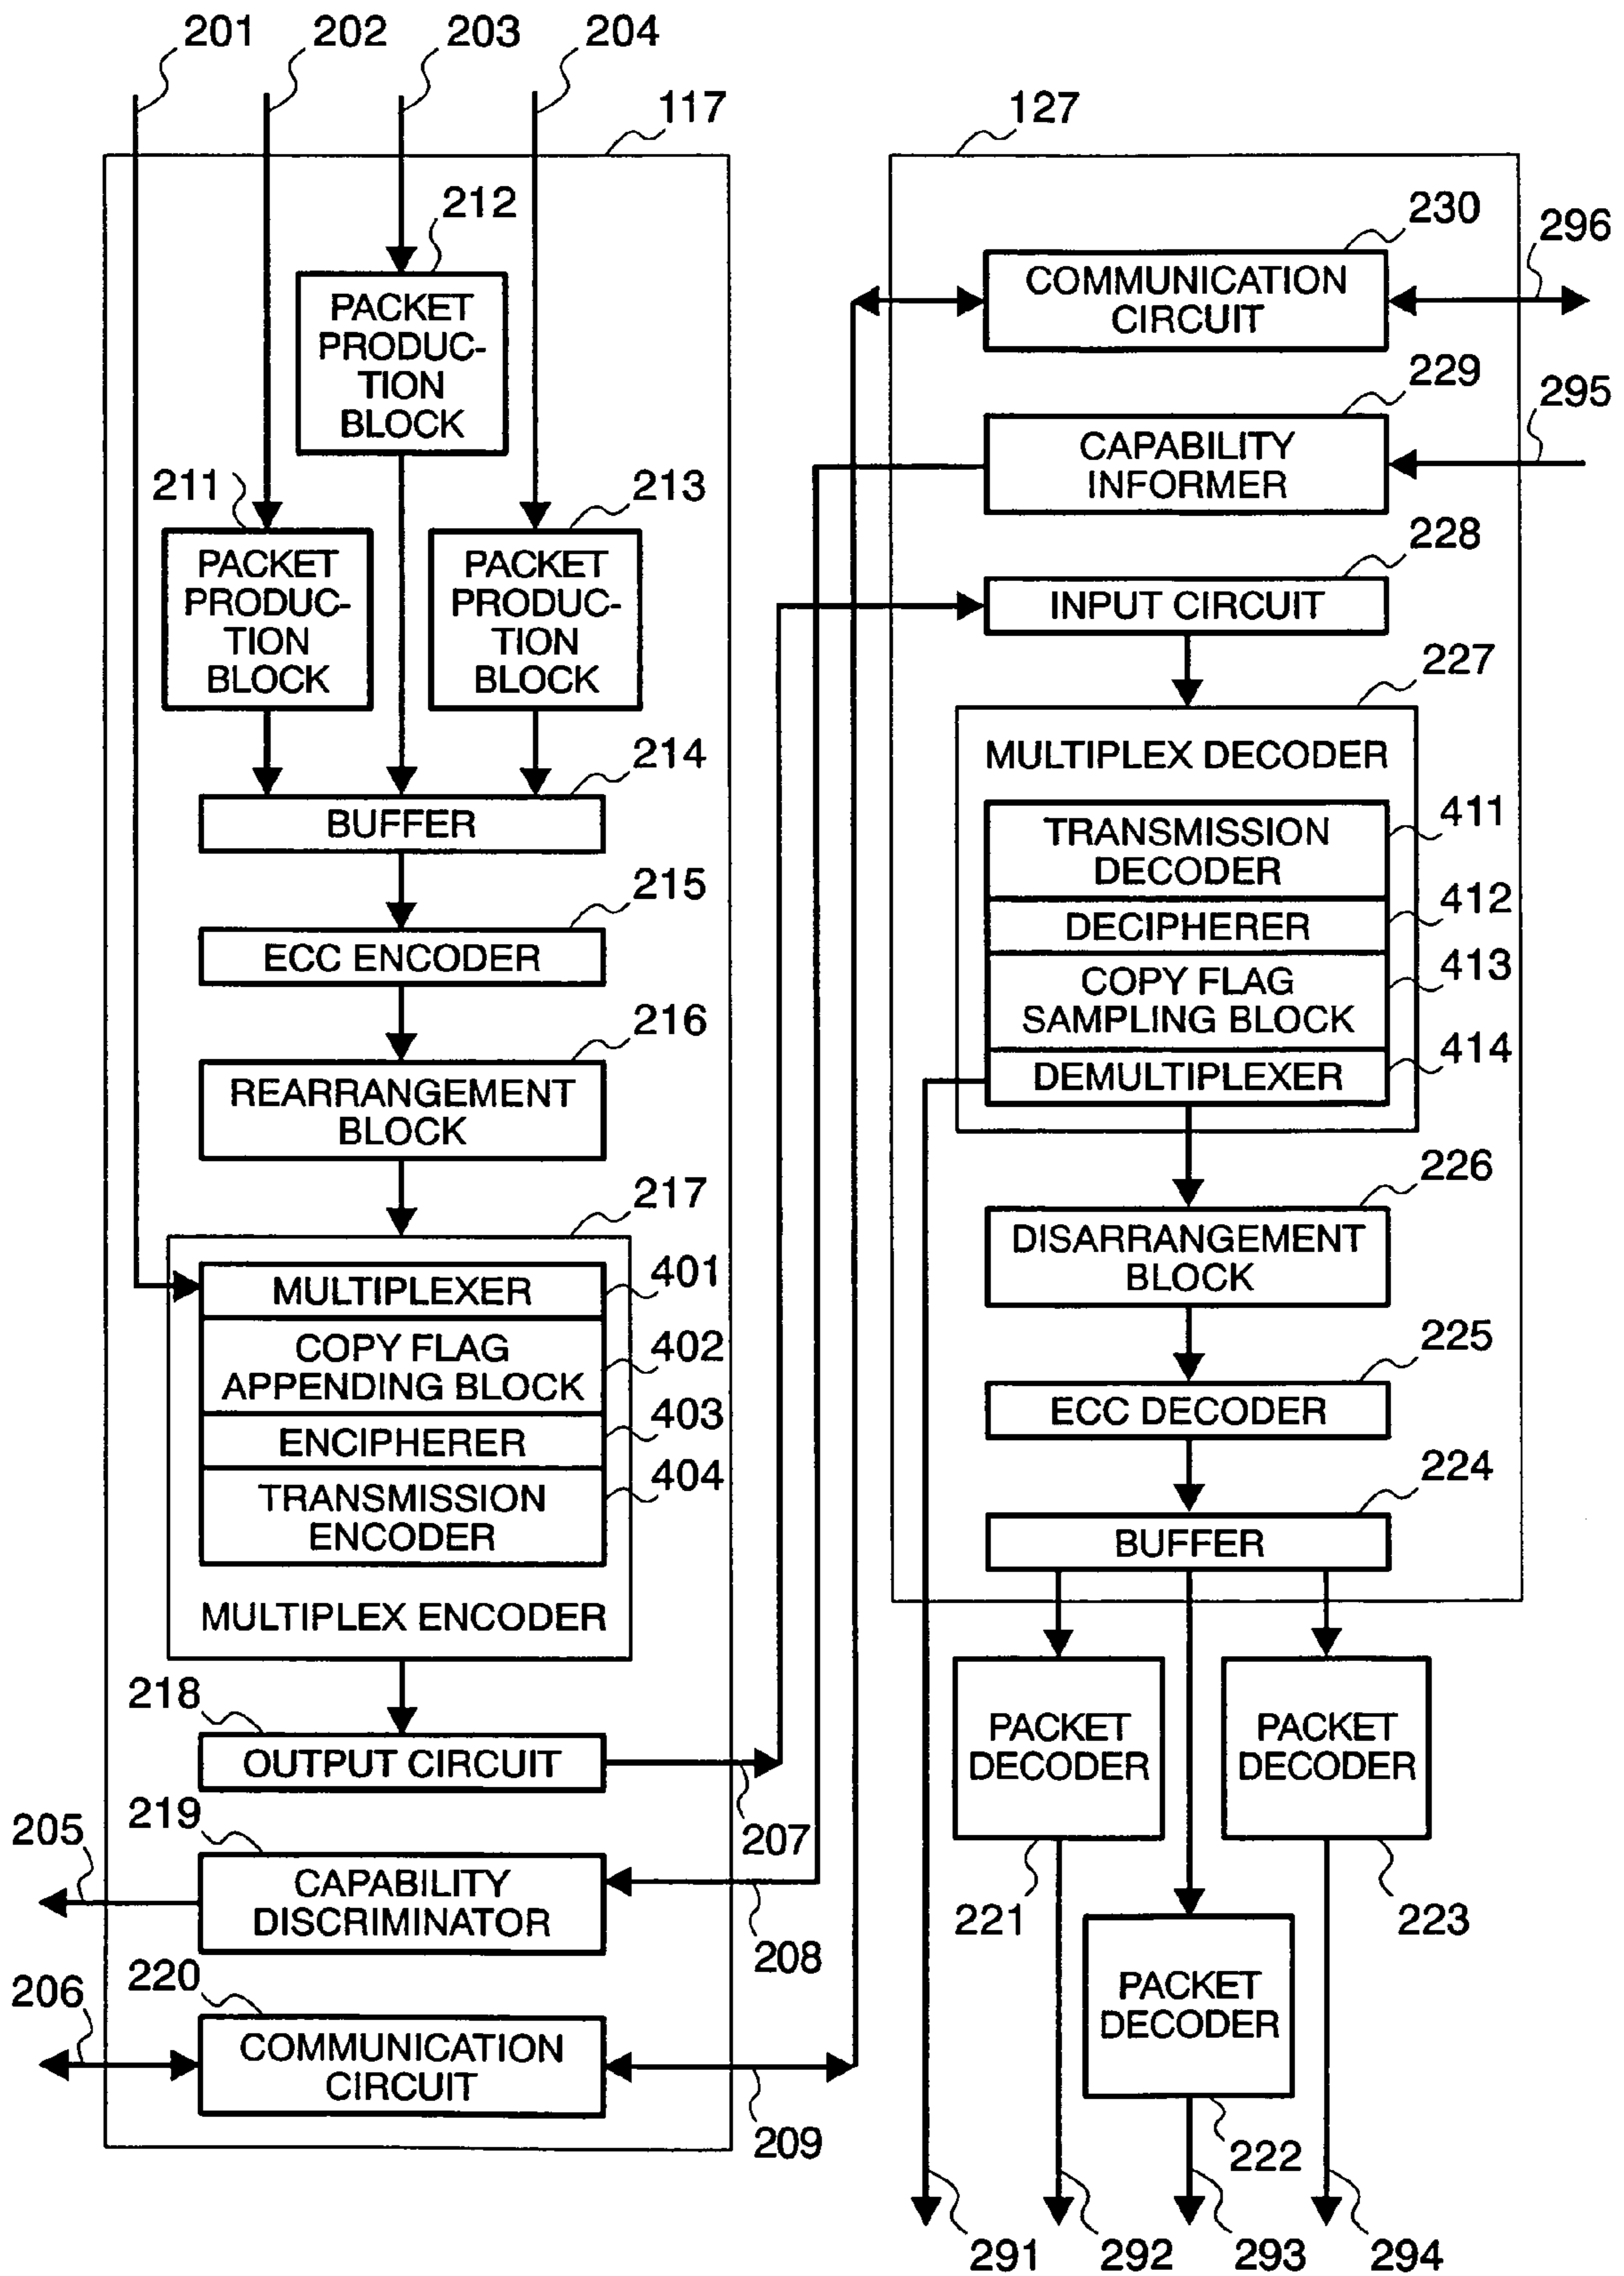 201
202
203
204
117
212
PACKET
PRODUC-
TION
BLOCK
211
PACKET
PRODUC-
TION
BLOCK
213
PACKET
PRODUC-
TION
BLOCK
214
BUFFER
215
ECC ENCODER
216
REARRANGEMENT
BLOCK
217
MULTIPLEXER
401
COPY FLAG
APPENDING BLOCK
402
ENCIPHERER
403
TRANSMISSION
ENCODER
404
MULTIPLEX ENCODER
218
OUTPUT CIRCUIT
207
219
205
CAPABILITY
DISCRIMINATOR
208
220
206
COMMUNICATION
CIRCUIT
209
127
230
COMMUNICATION
CIRCUIT
296
229
CAPABILITY
INFORMER
295
228
INPUT CIRCUIT
227
MULTIPLEX DECODER
TRANSMISSION
DECODER
411
DECIPHERER
412
COPY FLAG
SAMPLING BLOCK
413
DEMULTIPLEXER
414
226
DISARRANGEMENT
BLOCK
225
ECC DECODER
224
BUFFER
PACKET
DECODER
221
PACKET
DECODER
223
PACKET
DECODER
222
291
292
293
294